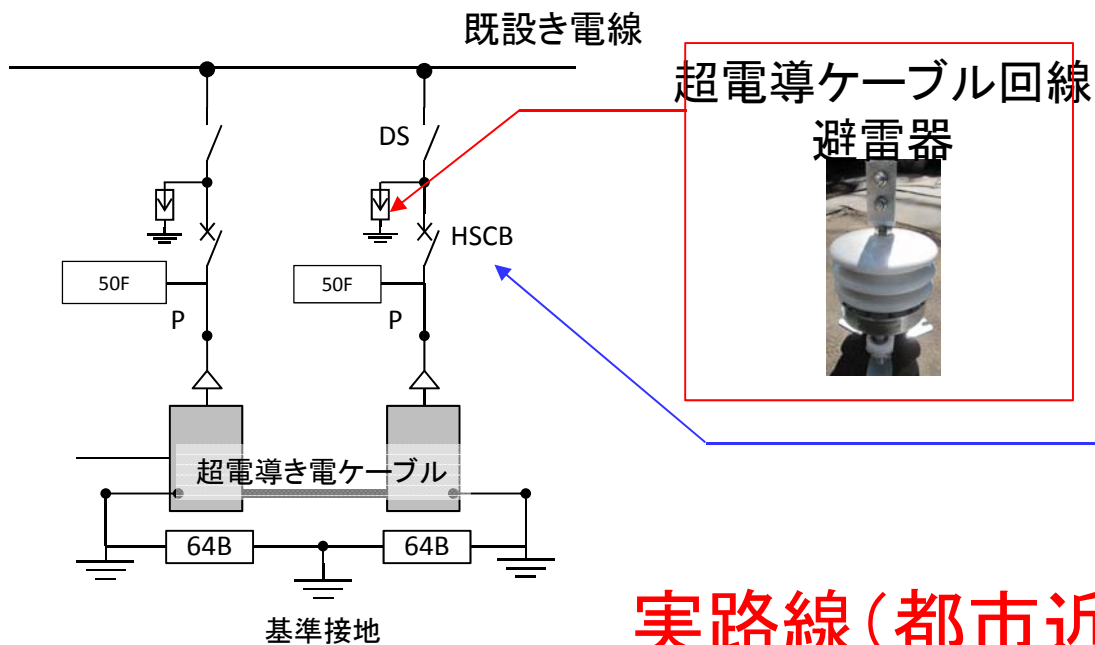 既設き電線
超電導ケーブル回線
避雷器
DS
HSCB
50F
50F
P
P
超電導き電ケーブル
64B
64B
基準接地
実路線(都市近